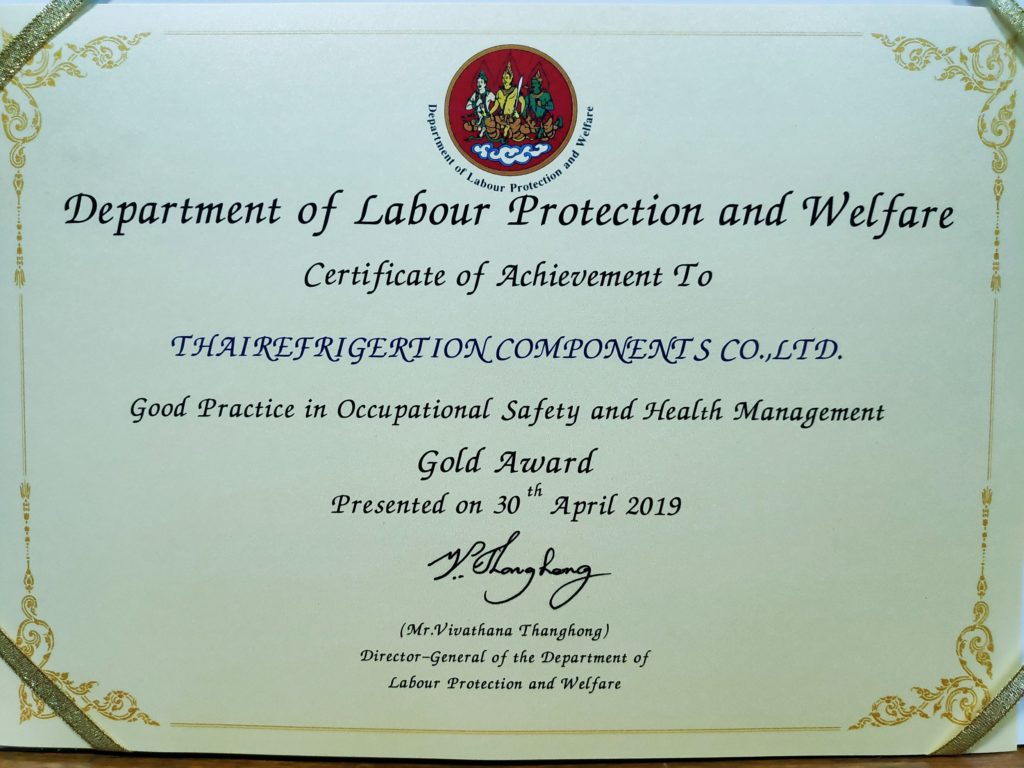 Department of Labour Protection and Welfare
Department of Labour Protection and Welfare
Certificate of Achievement To
THAIREFRIGERTION COMPONENTS CO.,LTD.
Good Practice in Occupational Safety and Health Management
Gold Award
Presented on 30th April 2019
V. Thanghong
(Mr.Vivathana Thanghong)
Director-General of the Department of
Labour Protection and Welfare